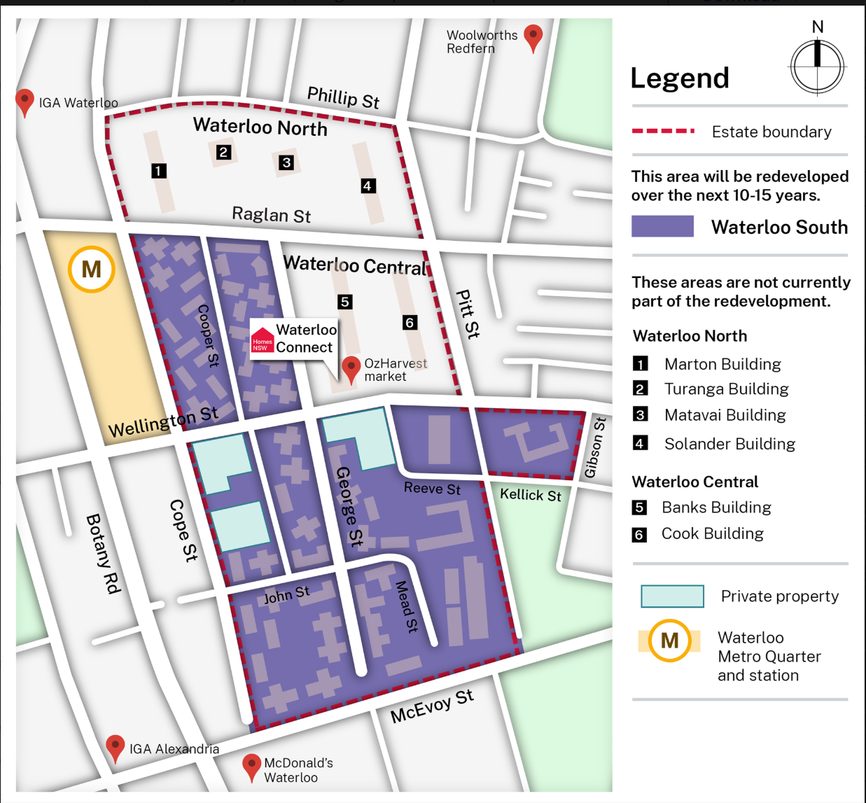 Woolworths
Redfern
IGA Waterloo
Phillip St
Waterloo North
1
2
3
4
Raglan St
M
Waterloo Central
5
6
Cooper St
Pitt St
Homes
NSW
Waterloo
Connect
OzHarvest
market
Wellington St
Gibson St
George St
Reeve St
Kellick St
Botany Rd
Cope St
John St
Mead St
McEvoy St
IGA Alexandria
McDonald's
Waterloo
N
Legend
Estate boundary
This area will be redeveloped
over the next 10-15 years.
Waterloo South
These areas are not currently
part of the redevelopment.
Waterloo North
1 Marton Building
2 Turanga Building
3 Matavai Building
4 Solander Building
Waterloo Central
5 Banks Building
6 Cook Building
Private property
M
Waterloo
Metro Quarter
and station